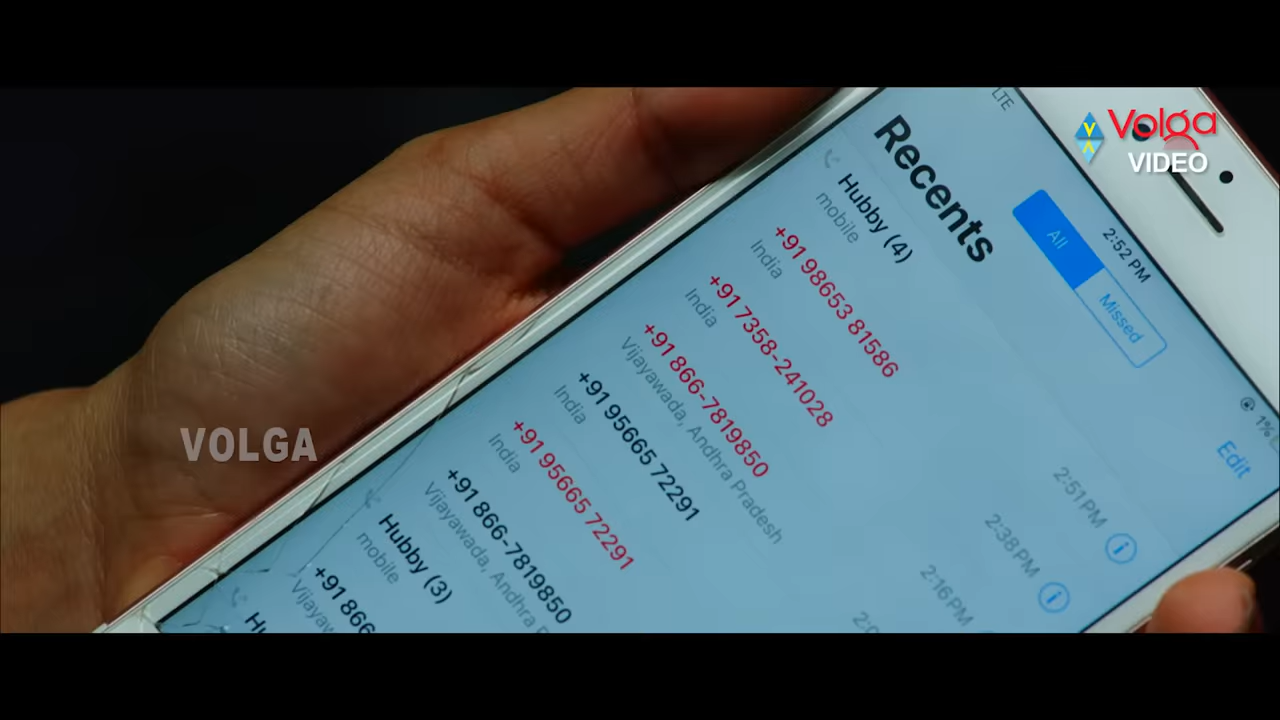 Volga
VIDEO
LTE
2:52 PM
1%
All
Missed
Edit
Recents
Hubby (4)
mobile
2:51 PM
+91 98653 81586
India
2:38 PM
+91 7358-241028
India
2:16 PM
+91 866-7819850
Vijayawada, Andhra Pradesh
+91 95665 72291
India
+91 95665 72291
India
+91 866-7819850
Vijayawada, Andhra
Hubby (3)
mobile
+91 866
VOLGA